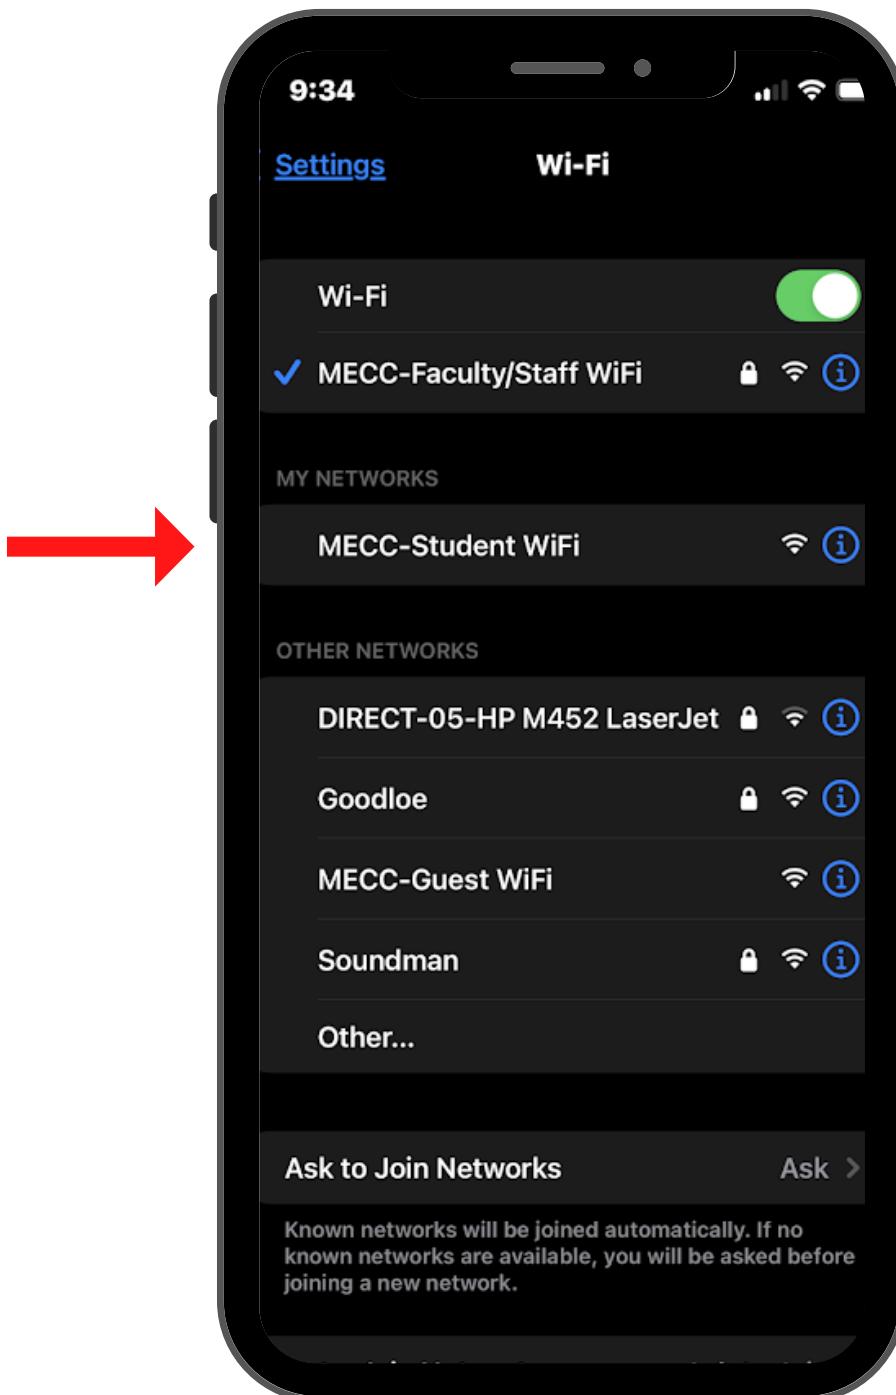 9:34
Settings
Wi-Fi
Wi-Fi
MECC-Faculty/Staff WiFi
MY NETWORKS
MECC-Student WiFi
OTHER NETWORKS
DIRECT-05-HP M452 LaserJet
Goodloe
MECC-Guest WiFi
Soundman
Other...
Ask to Join Networks Ask
Known networks will be joined automatically. If no
known networks are available, you will be asked before
joining a new network.